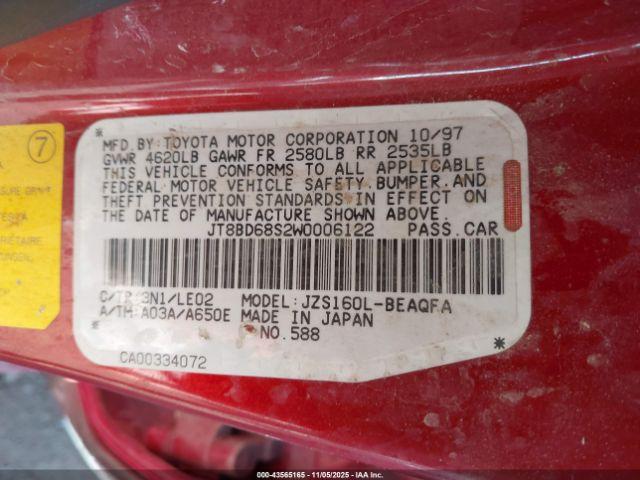 7
SURE
MFD.BY:TOYOTA MOTOR CORPORATION 10/97
GVWR 4620LB GAWR FR 2580LB RR 2535LB
THIS VEHICLE CONFORMS TO ALL APPLICABLE
FEDERAL MOTOR VEHICLE SAFETY, BUMPER, AND
THEFT PREVENTION STANDARDS IN EFFECT ON
THE DATE OF MANUFACTURE SHOWN ABOVE.
JT8BD68S2W0006122 PASS.CAR
C/TR:3N1/LE02 MODEL:JZS160L-BEAQFA
A/TM:A03A/A650E MADE IN JAPAN
NO.588
CA00334072
000-43565165 - 11/05/2025 - IAA Inc.